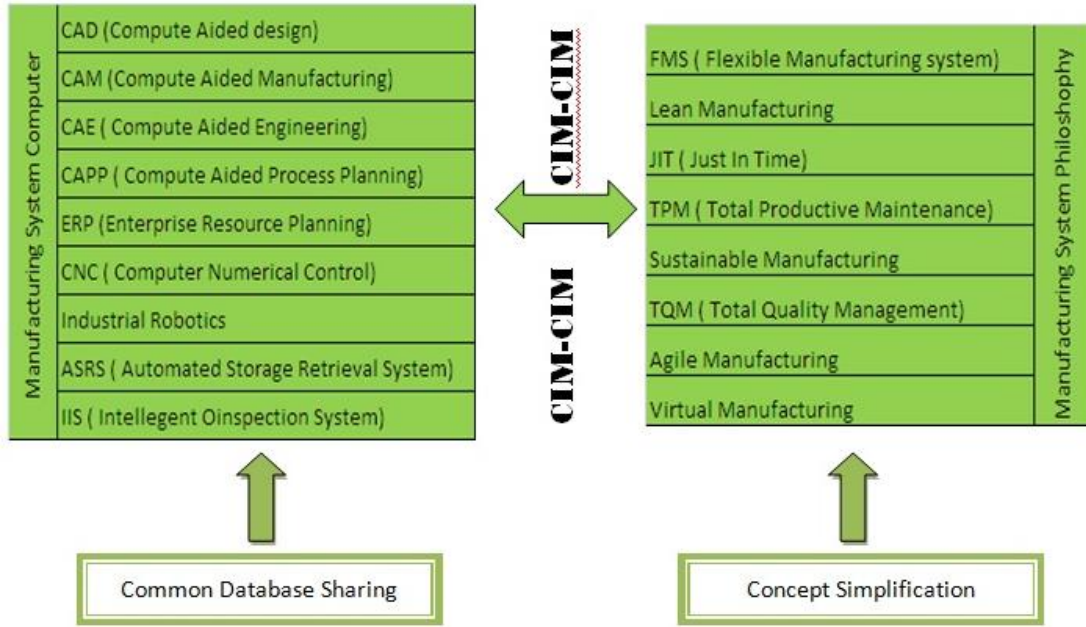 Manufacturing System Computer
CAD (Compute Aided design)
CAM (Compute Aided Manufacturing)
CAE ( Compute Aided Engineering)
CAPP ( Compute Aided Process Planning)
ERP (Enterprise Resource Planning)
CNC ( Computer Numerical Control)
Industrial Robotics
ASRS ( Automated Storage Retrieval System)
IIS ( Intellegent Oinspection System)
CIM-CIM
CIM-CIM
FMS ( Flexible Manufacturing system)
Lean Manufacturing
JIT ( Just In Time)
TPM ( Total Productive Maintenance)
Sustainable Manufacturing
TQM ( Total Quality Management)
Agile Manufacturing
Virtual Manufacturing
Manufacturing System Philoshophy
Common Database Sharing
Concept Simplification